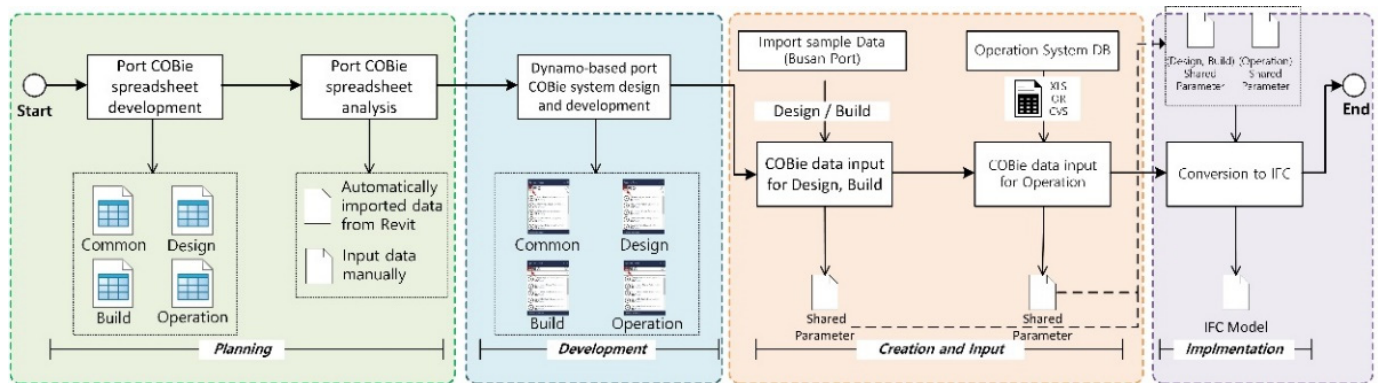 Start
Port COBie
spreadsheet
development
Common
Design
Build
Operation
Port COBie
spreadsheet
analysis
Automatically
imported data
from Revit
Input data
manually
Planning
Dynamo-based port
COBie system design
and development
Common
Design
Build
Operation
Development
Import sample Data
(Busan Port)
Design / Build
COBie data input
for Design, Build
Shared
Parameter
Operation System DB
XLS
OR
CVS
COBie data input
for Operation
Shared
Parameter
Creation and Input
(Design, Build)
Shared
Parameter
(Operation)
Shared
Parameter
Conversion to IFC
IFC Model
Implmentation
End